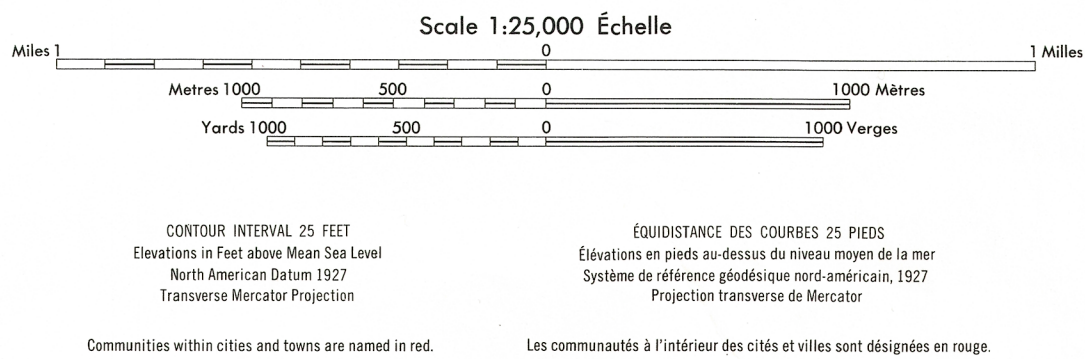 Scale 1:25,000 Échelle
Miles 1 0 1 Milles
Metres 1000 500 0 1000 Mètres
Yards 1000 500 0 1000 Verges
CONTOUR INTERVAL 25 FEET
Elevations in Feet above Mean Sea Level
North American Datum 1927
Transverse Mercator Projection
ÉQUIDISTANCE DES COURBES 25 PIEDS
Élévations en pieds au-dessus du niveau moyen de la mer
Système de référence géodésique nord-américain, 1927
Projection transverse de Mercator
Communities within cities and towns are named in red.
Les communautés à l'intérieur des cités et villes sont désignées en rouge.